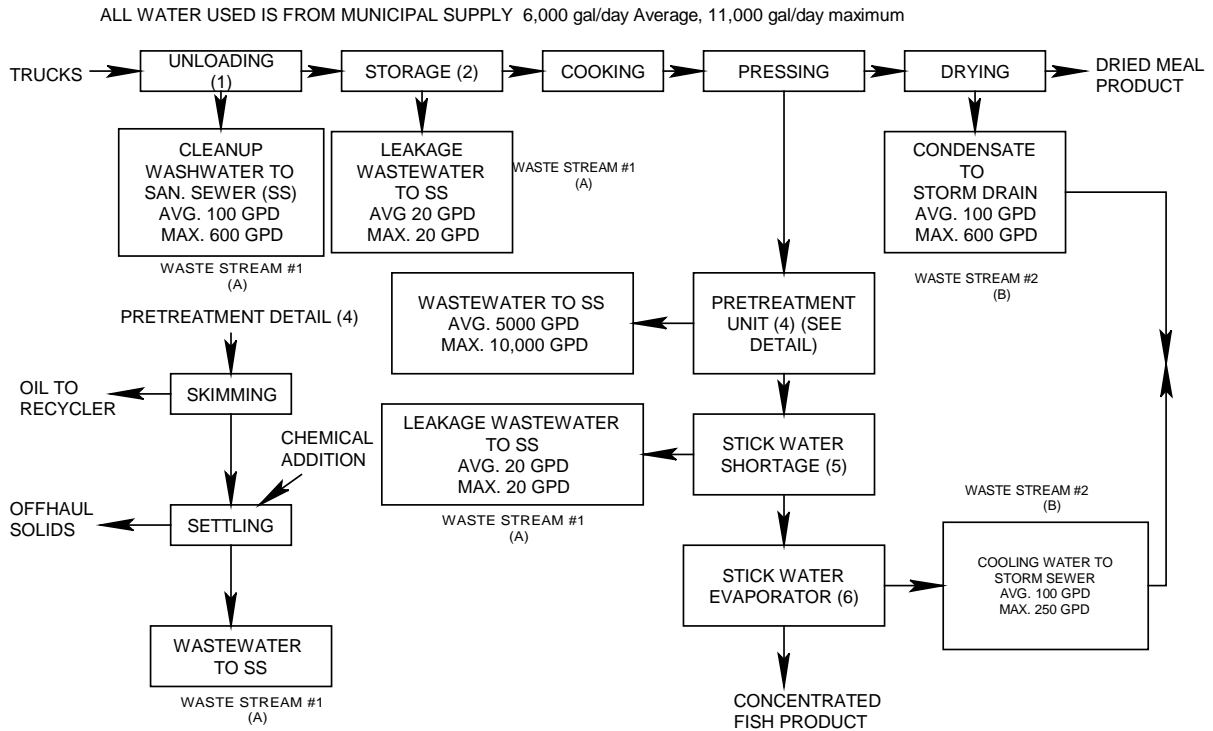 ALL WATER USED IS FROM MUNICIPAL SUPPLY 6,000 gal/day Average, 11,000 gal/day maximum
TRUCKS
UNLOADING
(1)
STORAGE (2)
COOKING
PRESSING
DRYING
DRIED MEAL
PRODUCT
CLEANUP
WASHWATER TO
SAN. SEWER (SS)
AVG. 100 GPD
MAX. 600 GPD
WASTE STREAM #1
(A)
LEAKAGE
WASTEWATER
TO SS
AVG 20 GPD
MAX. 20 GPD
WASTE STREAM #1
(A)
CONDENSATE
TO
STORM DRAIN
AVG. 100 GPD
MAX. 600 GPD
WASTE STREAM #2
(B)
PRETREATMENT DETAIL (4)
WASTEWATER TO SS
AVG. 5000 GPD
MAX. 10,000 GPD
PRETREATMENT
UNIT (4) (SEE
DETAIL)
OIL TO
RECYCLER
SKIMMING
CHEMICAL
ADDITION
LEAKAGE WASTEWATER
TO SS
AVG. 20 GPD
MAX. 20 GPD
WASTE STREAM #1
(A)
STICK WATER
SHORTAGE (5)
OFFHAUL
SOLIDS
SETTLING
WASTE STREAM #2
(B)
STICK WATER
EVAPORATOR (6)
COOLING WATER TO
STORM SEWER
AVG. 100 GPD
MAX. 250 GPD
WASTEWATER
TO SS
WASTE STREAM #1
(A)
CONCENTRATED
FISH PRODUCT